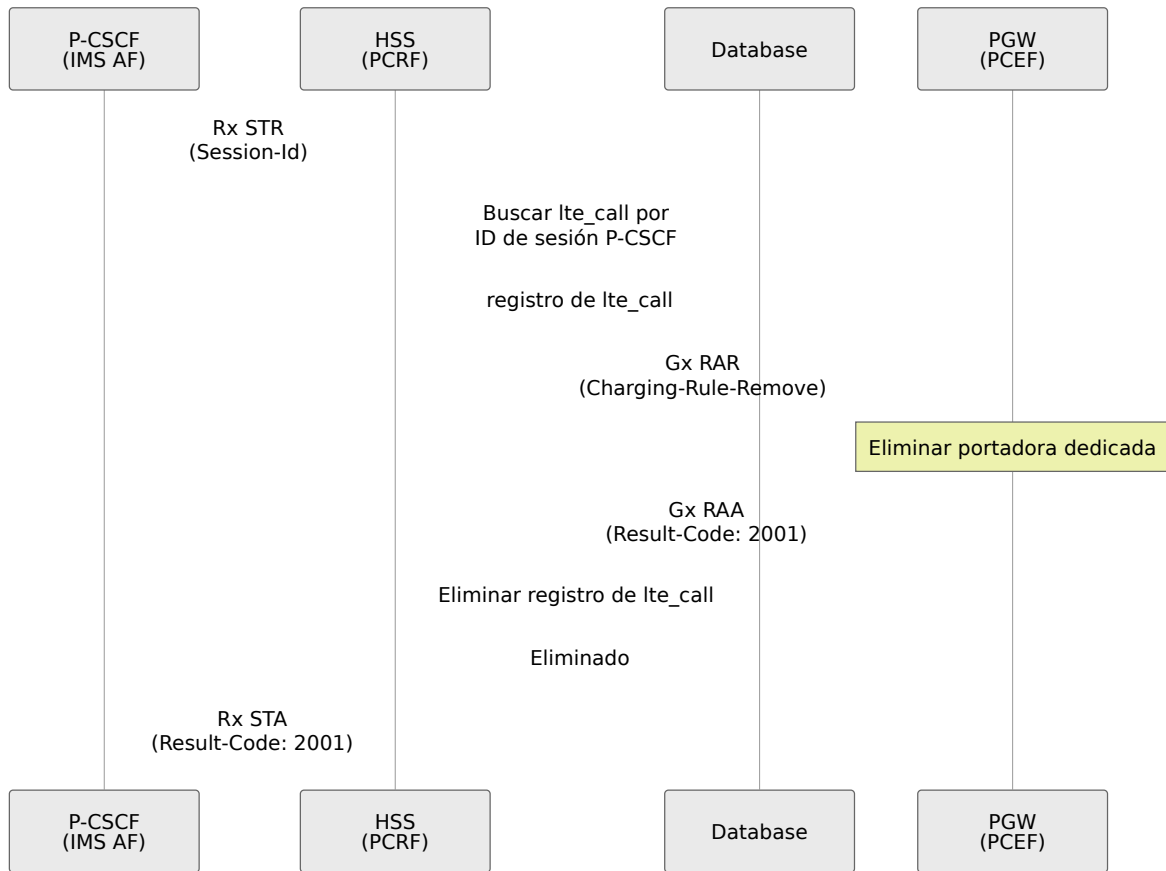 P-CSCF
(IMS AF)
HSS
(PCRF)
Database
PGW
(PCEF)
Rx STR
(Session-Id)
Buscar lte_call por
ID de sesión P-CSCF
registro de lte_call
Gx RAR
(Charging-Rule-Remove)
Eliminar portadora dedicada
Gx RAA
(Result-Code: 2001)
Eliminar registro de lte_call
Eliminado
Rx STA
(Result-Code: 2001)
P-CSCF
(IMS AF)
HSS
(PCRF)
Database
PGW
(PCEF)